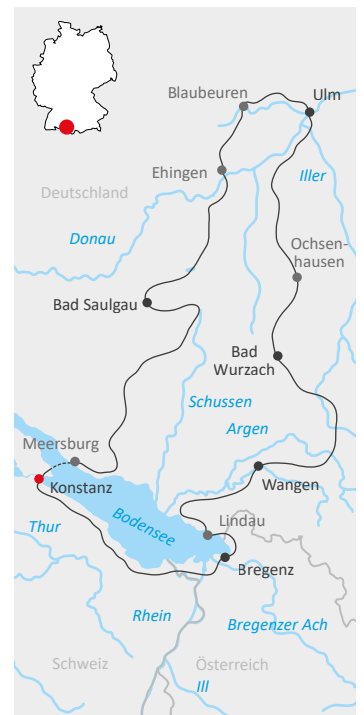 Blaubeuren
Ulm
Ehingen
Iller
Deutschland
Donau
Ochsen-
hausen
Bad Saulgau
Bad
Wurzach
Schussen
Argen
Meersburg
Konstanz
Wangen
Thur
Bodensee
Lindau
Bregenz
Rhein
Bregenzer Ach
Schweiz
Österreich
Ill